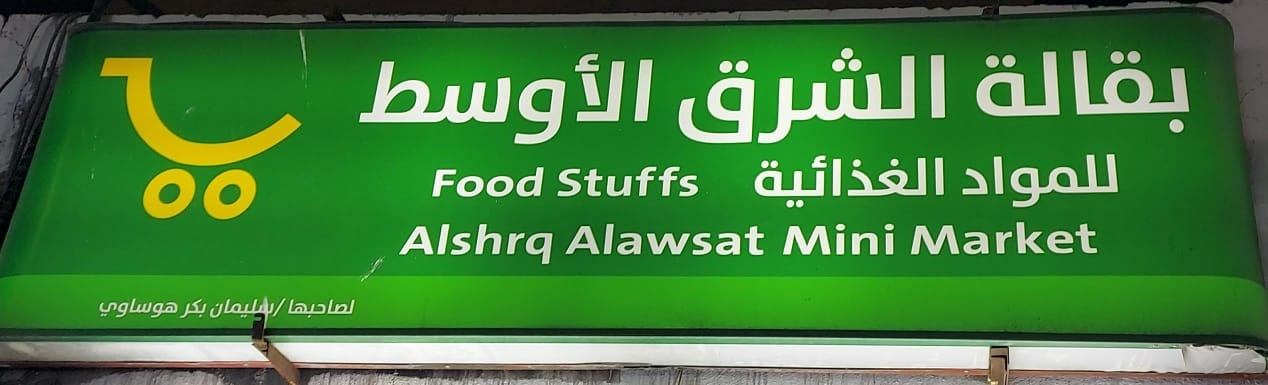 بقالة الشرق الأوسط
للمواد الغذائية Food Stuffs
Alshrq Alawsat Mini Market
لصاحبها / سليمان بكر هوساوي